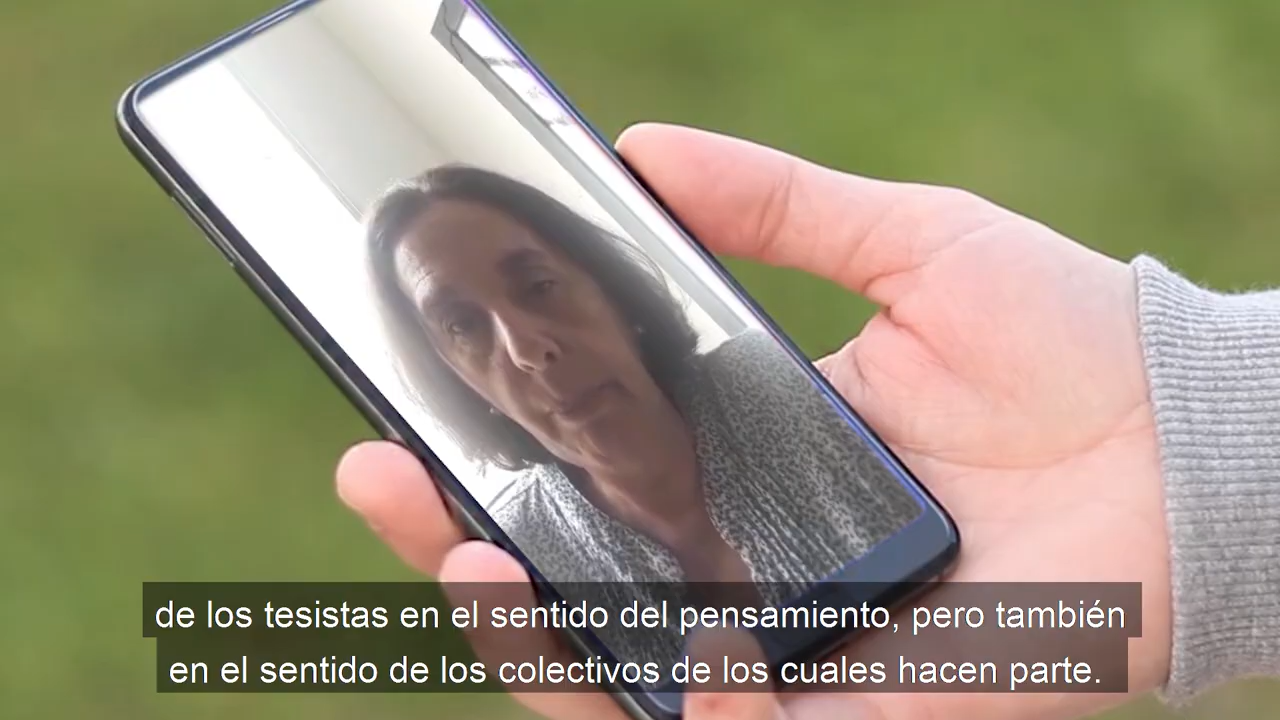 de los tesistas en el sentido del pensamiento, pero también
en el sentido de los colectivos de los cuales hacen parte.